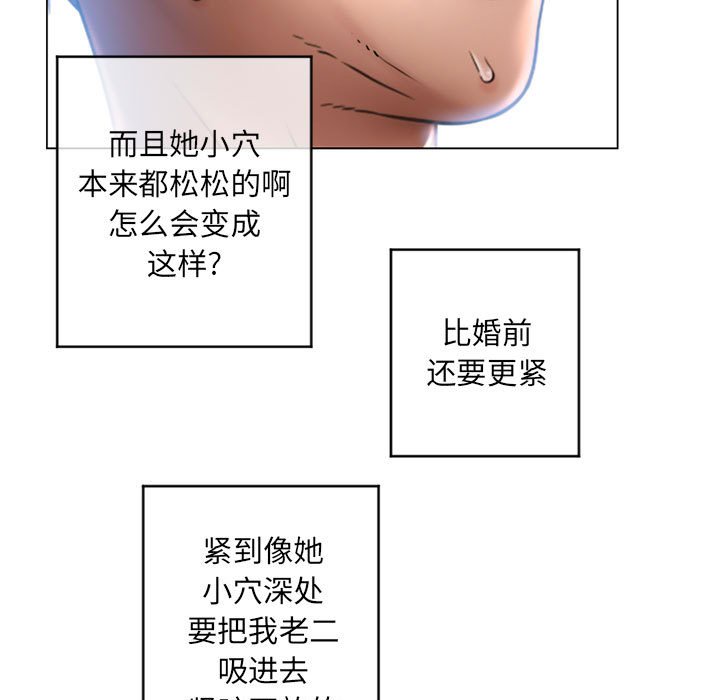 而且她小穴
本来都松松的啊
怎么会变成
这样?
比婚前
还要更紧
紧到像她
小穴深处
要把我老二
吸进去